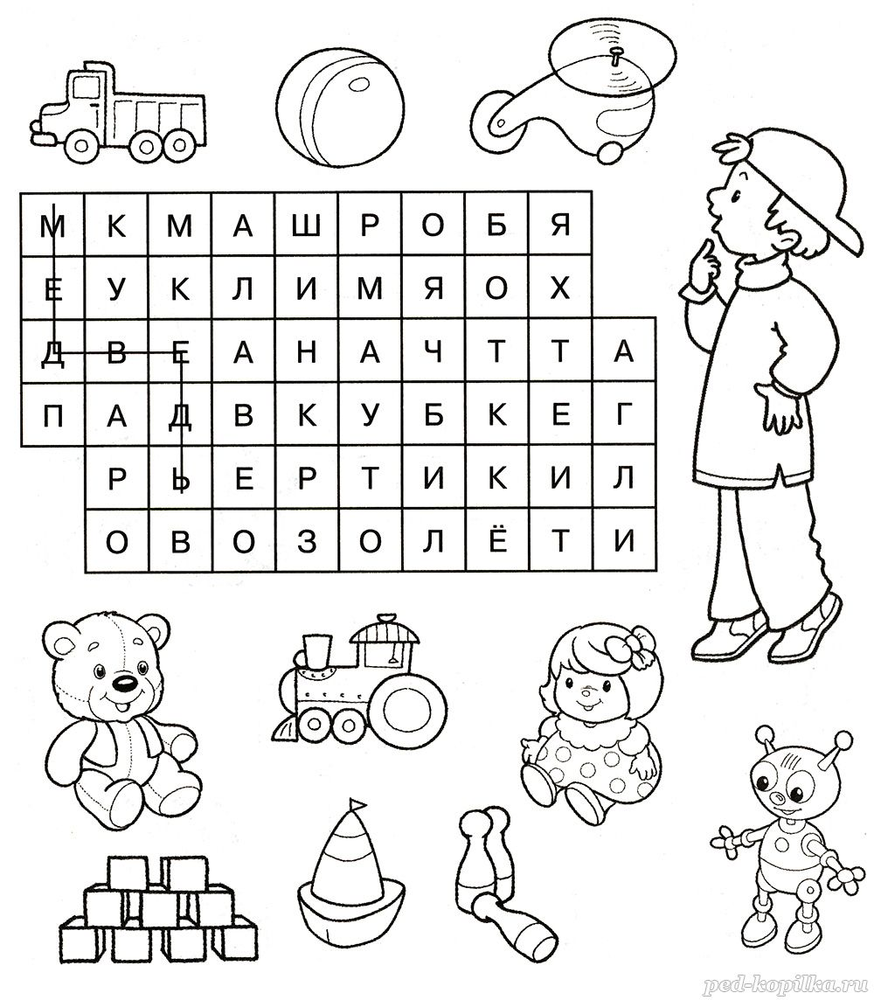 М К М А Ш Р О Б Я
Е У К Л И М Я О Х
Д В Е А Н А Ч Т Т А
П А Д В К У Б К Е Г
Р Ь Е Р Т И К И Л
О В О З О Л Ё Т И
ped-kopilka.ru